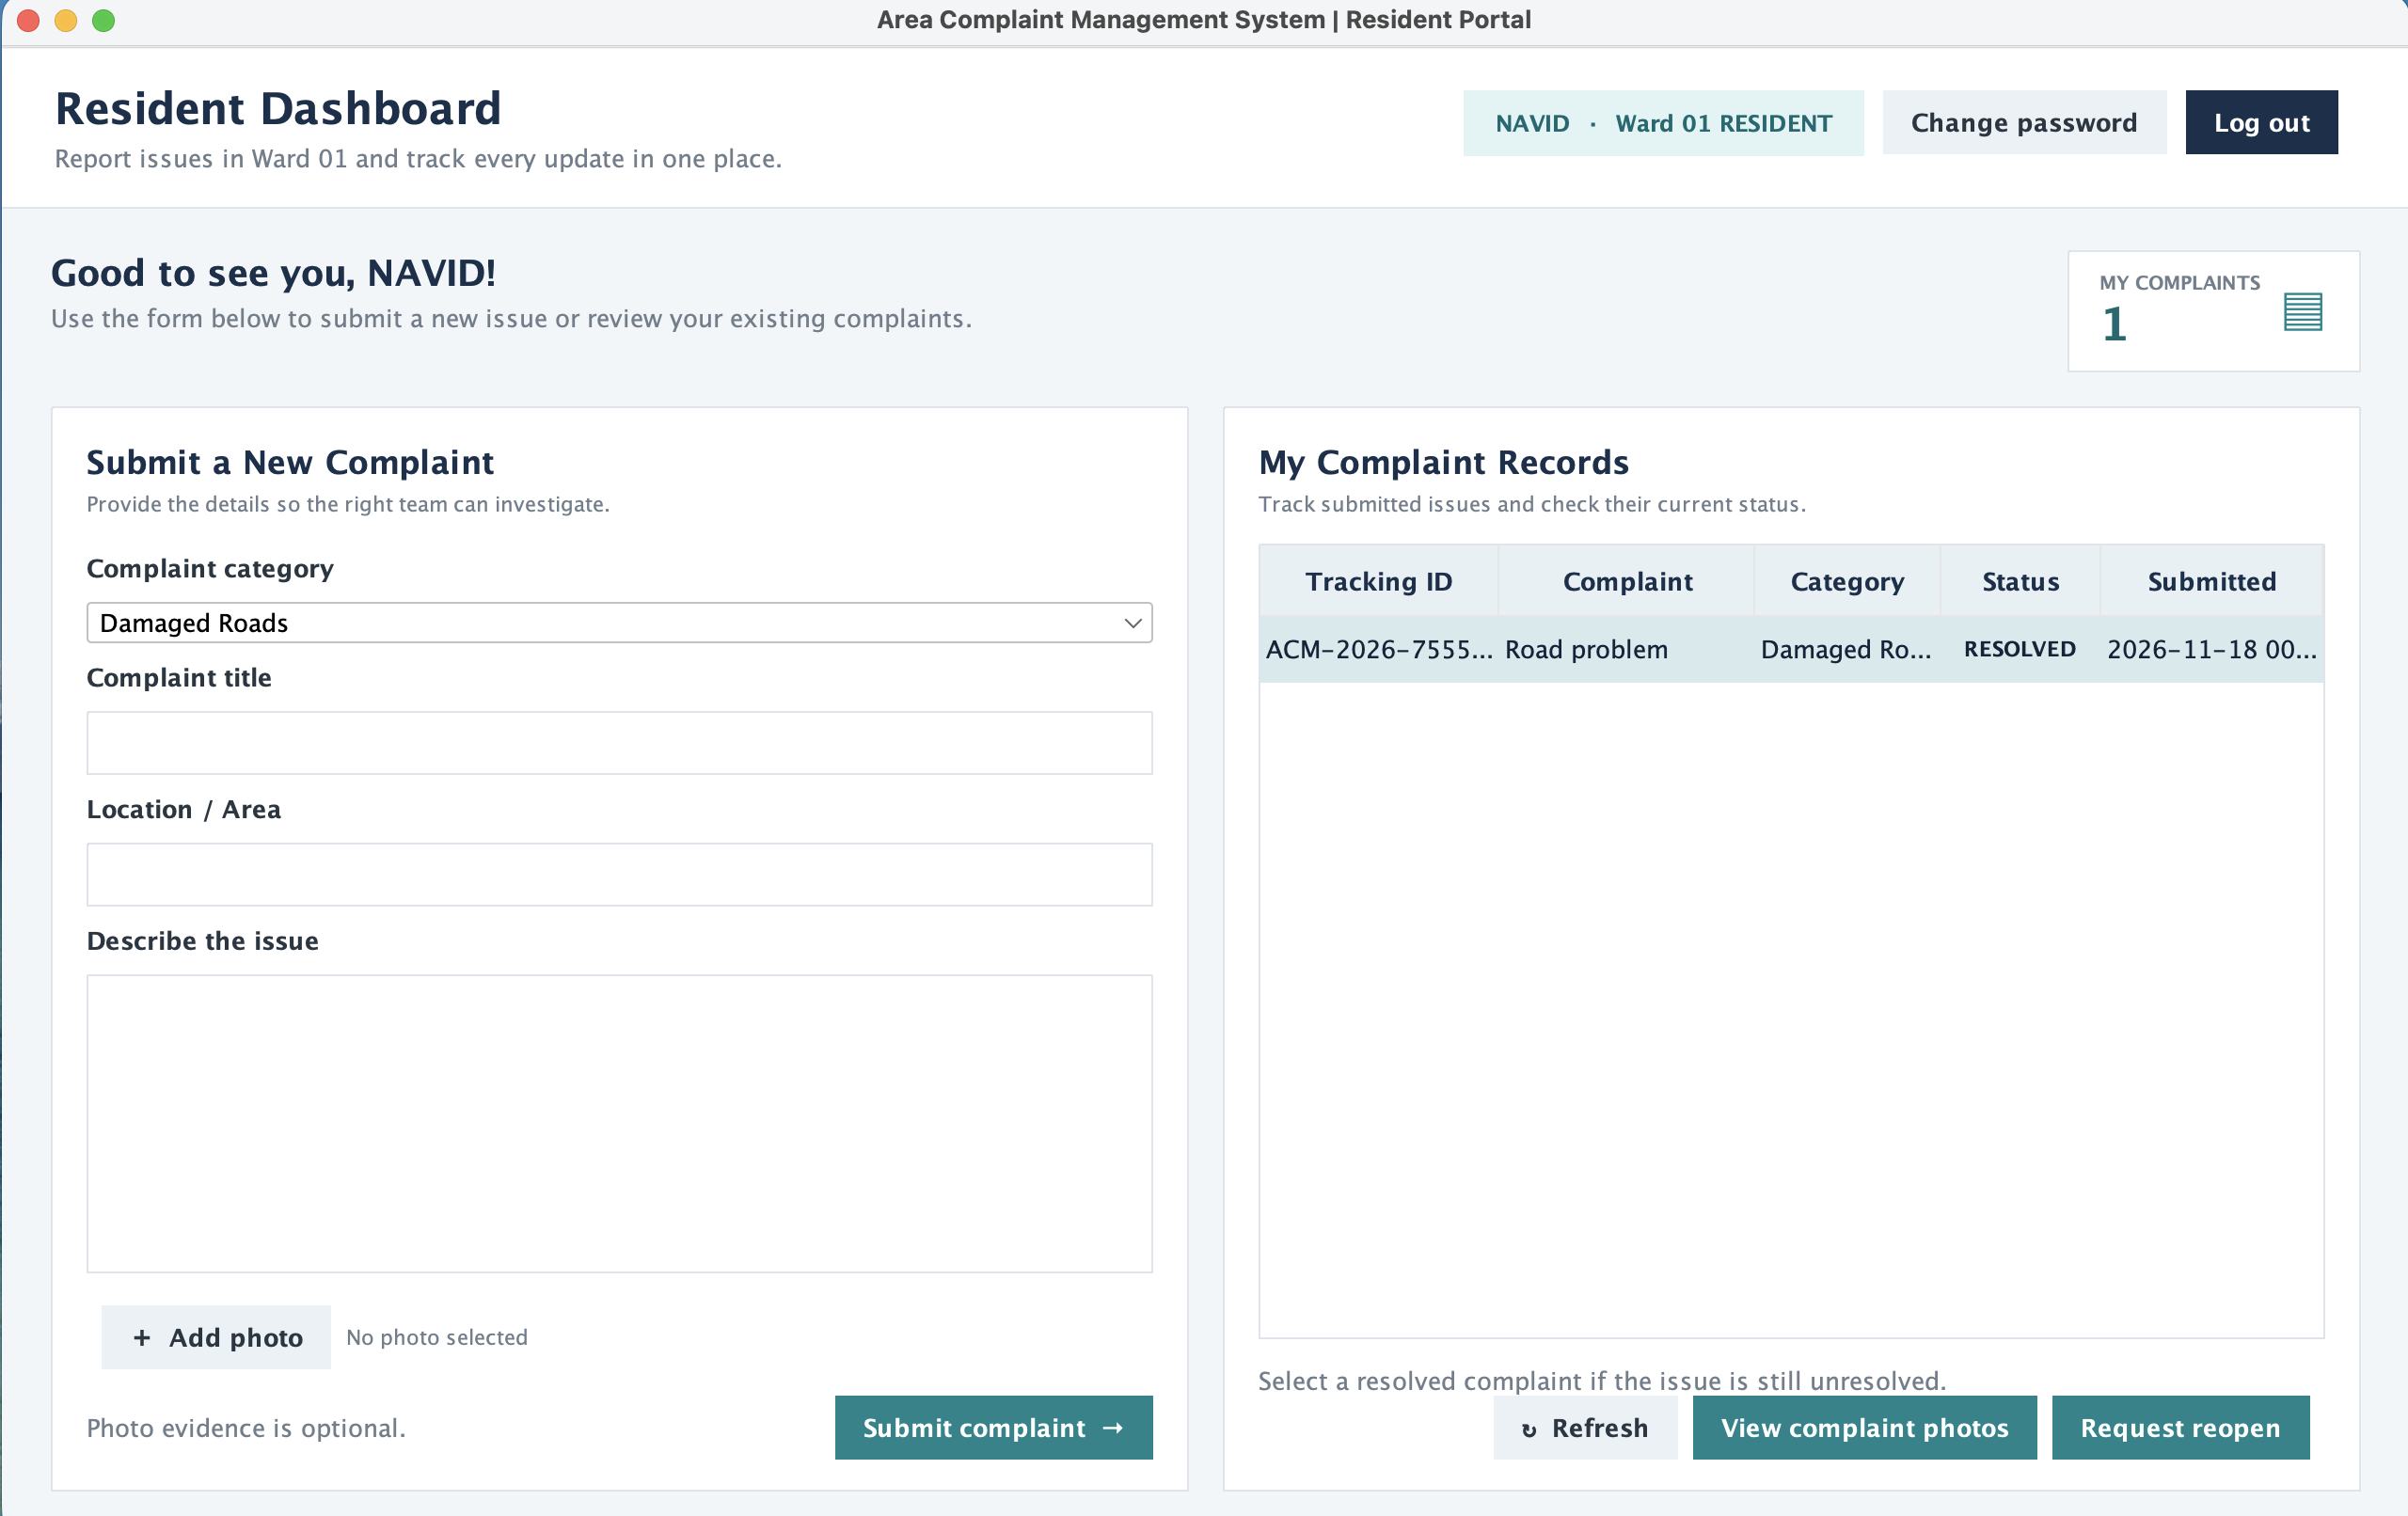 Area Complaint Management System | Resident Portal
Resident Dashboard
Report issues in Ward 01 and track every update in one place.
NAVID · Ward 01 RESIDENT
Change password
Log out
Good to see you, NAVID!
Use the form below to submit a new issue or review your existing complaints.
MY COMPLAINTS
1
Submit a New Complaint
Provide the details so the right team can investigate.
Complaint category
Damaged Roads
Complaint title
Location / Area
Describe the issue
+ Add photo
No photo selected
Photo evidence is optional.
Submit complaint →
My Complaint Records
Track submitted issues and check their current status.
Tracking ID Complaint Category Status Submitted
ACM-2026-7555... Road problem Damaged Ro... RESOLVED 2026-11-18 00...
Select a resolved complaint if the issue is still unresolved.
↻ Refresh
View complaint photos
Request reopen